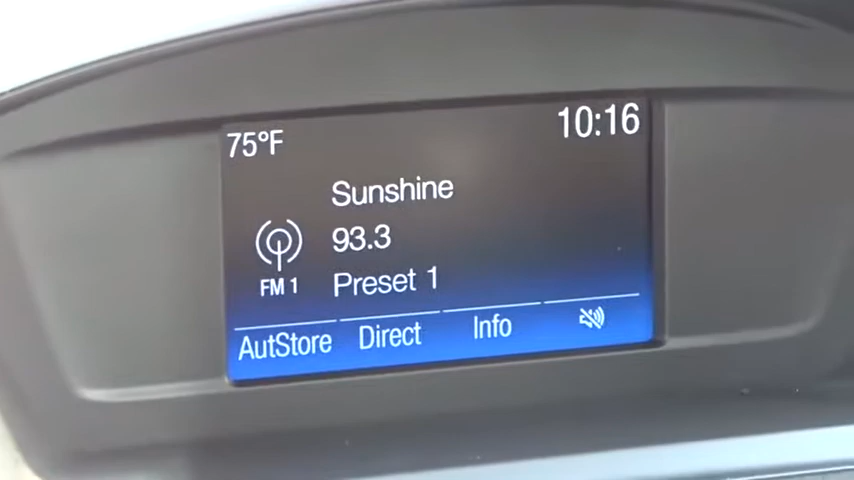 75°F 10:16
Sunshine
93.3
FM 1 Preset 1
AutStore Direct Info